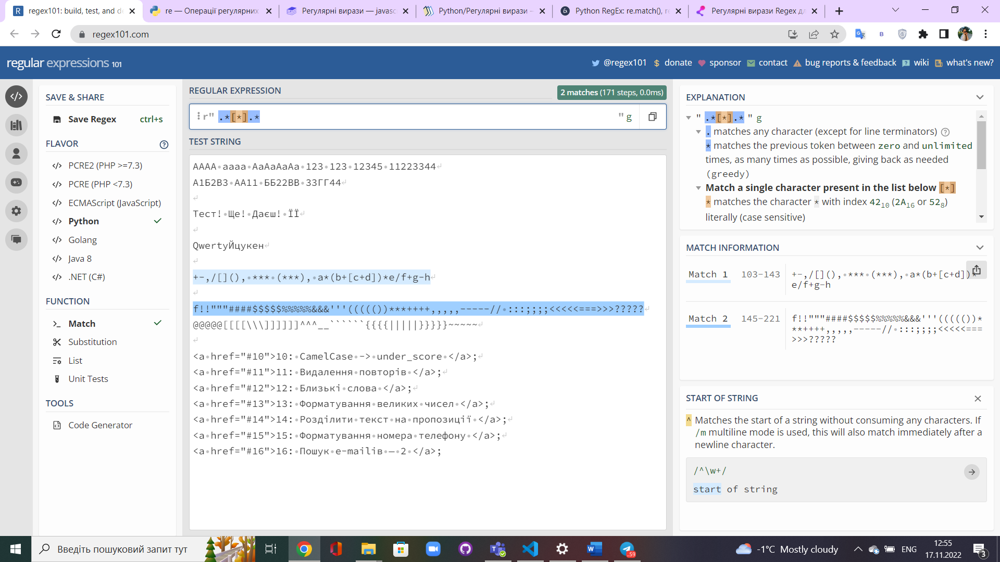 regex101: build, test, and de
re — Операції регулярних
Регулярні вирази — javasc
Python/Регулярні вирази –
Python RegEx: re.match(), re
Регулярні вирази Regex дл
regex101.com
regular expressions 101
@regex101
donate
sponsor
contact
bug reports & feedback
wiki
what's new?
SAVE & SHARE
Save Regex ctrl+s
FLAVOR
PCRE2 (PHP >=7.3)
PCRE (PHP <7.3)
ECMAScript (JavaScript)
Python
Golang
Java 8
.NET (C#)
FUNCTION
Match
Substitution
List
Unit Tests
TOOLS
Code Generator
REGULAR EXPRESSION
2 matches (171 steps, 0.0ms)
r" .*[*].* " g
TEST STRING
AAAA•aaaa•AaAaAaAa•123•123•12345•11223344
А1Б2В3•АА11•ББ22ВВ•33ГГ44
Тест!•Ще!•Даєш!•ЇЇ
QwertyЙцукен
+-,/[](),•***•(***),•a*(b+[c+d])*e/f+g-h
f!!"""####$$$$$%%%%%&&&'''((((())***++++,,,,,-----//•:::;;;;<<<<<===>>>?????
@@@@@[[[[\\\]]]]]]^^^__``````{{{{|||||}}}}}~~~~~
<a•href="#10">10:•CamelCase•->•under_score•</a>;
<a•href="#11">11:•Видалення•повторів•</a>;
<a•href="#12">12:•Близькі•слова•</a>;
<a•href="#13">13:•Форматування•великих•чисел•</a>;
<a•href="#14">14:•Розділити•текст•на•пропозиції•</a>;
<a•href="#15">15:•Форматування•номера•телефону•</a>;
<a•href="#16">16:•Пошук•e-mailів•—•2•</a>;
EXPLANATION
" .*[*].* " g
. matches any character (except for line terminators)
* matches the previous token between zero and unlimited
times, as many times as possible, giving back as needed
(greedy)
Match a single character present in the list below [*]
* matches the character * with index 42₁₀ (2A₁₆ or 52₈)
literally (case sensitive)
MATCH INFORMATION
Match 1 103-143 +-,/[](),•***•(***),•a*(b+[c+d])*
e/f+g-h
Match 2 145-221 f!!"""####$$$$$%%%%%&&&'''((((())*
**++++,,,,,-----//•:::;;;;<<<<<===
>>>?????
START OF STRING
^ Matches the start of a string without consuming any characters. If
/m multiline mode is used, this will also match immediately after a
newline character.
/^\w+/
start of string
Введіть пошуковий запит тут
-1°C Mostly cloudy
ENG
12:55
17.11.2022
3
..59